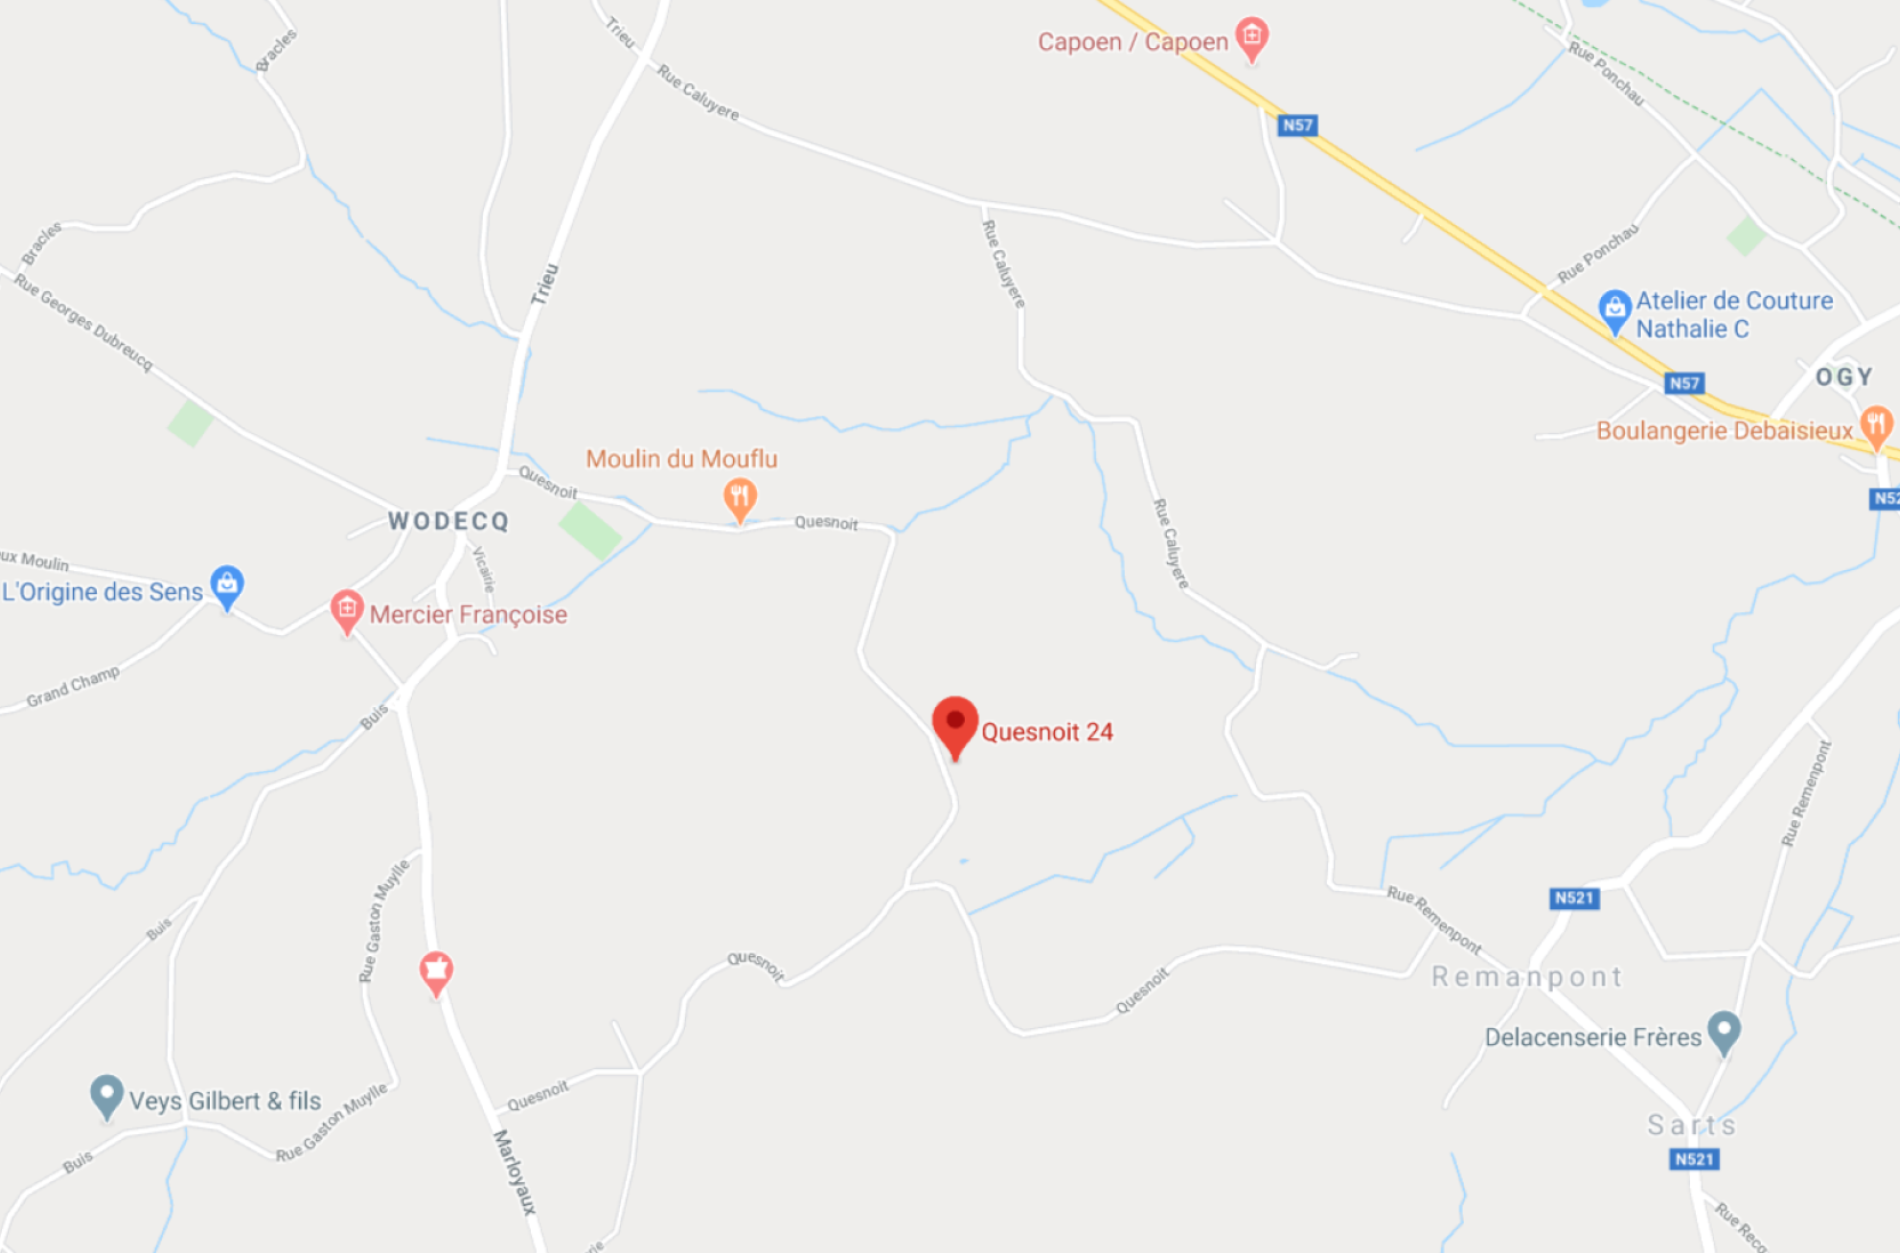 Bracles
Trieu
Rue Caluyere
Capoen / Capoen
N57
Rue Ponchau
Bracles
Rue Georges Dubreucq
Trieu
Rue Caluyere
Rue Ponchau
Atelier de Couture
Nathalie C
N57
OGY
Boulangerie Debaisieux
Moulin du Mouflu
Quesnoit
WODECQ
Quesnoit
Vicairie
Rue Caluyere
ux Moulin
L'Origine des Sens
Mercier Françoise
Grand Champ
Buis
Quesnoit 24
Rue Remenpont
Rue Gaston Muylle
Buis
N521
Rue Remenpont
Quesnoit
Quesnoit
Remanpont
Delacenserie Frères
Veys Gilbert & fils
Quesnoit
Rue Gaston Muylle
Buis
Marloyaux
Sarts
N521